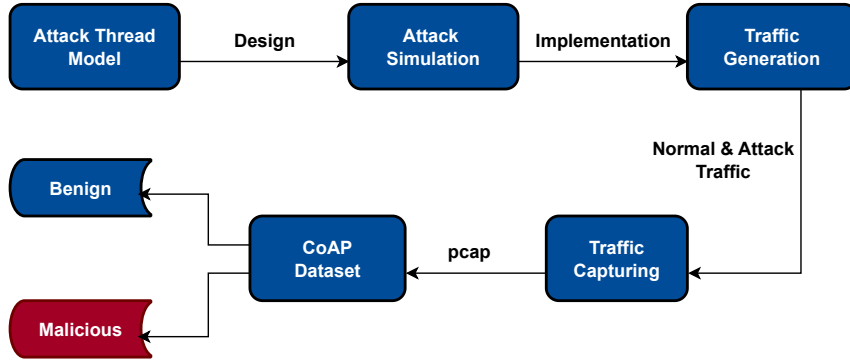 Attack Thread
Model
Design
Attack
Simulation
Implementation
Traffic
Generation
Normal & Attack
Traffic
Traffic
Capturing
pcap
CoAP
Dataset
Benign
Malicious